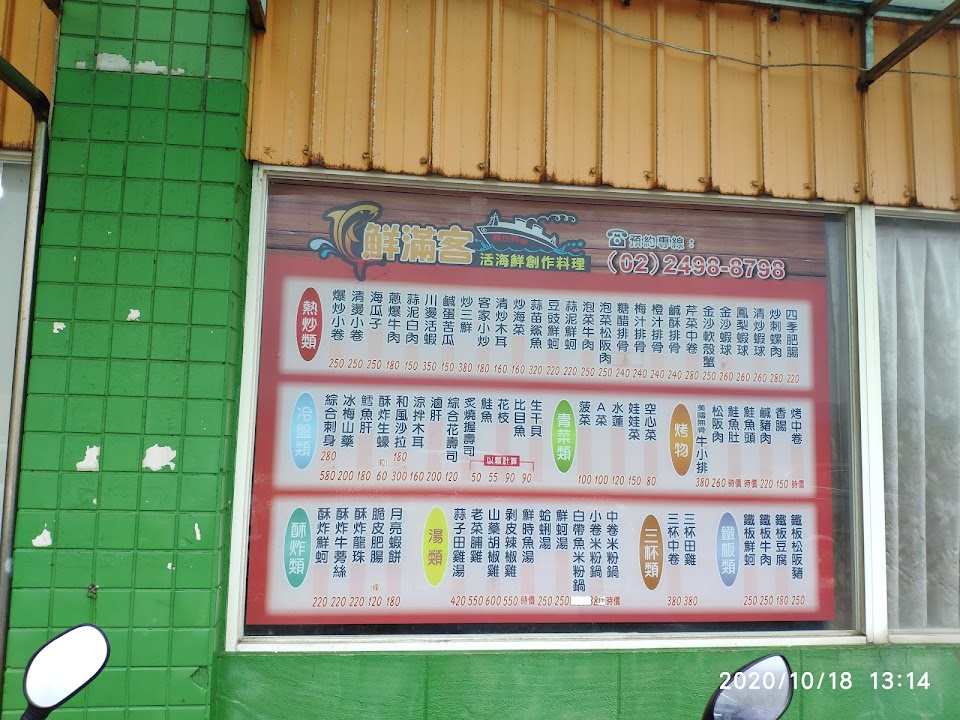 鮮滿客
活海鮮創作料理
☎預約專線：
(02)2498-8798
熱炒類
爆炒小卷
清燙小卷
海瓜子
蔥爆牛肉
蒜泥白肉
川燙活蝦
鹹蛋苦瓜
炒三鮮
客家小炒
清炒木耳
炒海菜
蒜苗鯊魚
豆豉鮮蚵
蒜泥鮮蚵
泡菜牛肉
泡菜松阪肉
糖醋排骨
梅汁排骨
橙汁排骨
鹹酥排骨
芹菜中卷
金沙軟殼蟹
金沙蝦球
鳳梨蝦球
清炒蝦球
炒刺螺肉
四季肥腸
250 250 250 180 150 350 150 380 180 160 160 320 220 220 250 250 240 240 240 240 280 250 260 260 260 280 220
冷盤類
綜合刺身
冰梅山藥
鱈魚肝
酥炸生蠔
和風沙拉
涼拌木耳
滷肝
綜合花壽司
炙燒握壽司
鮭魚
花枝
比目魚
生干貝
以顆計算
280
180
580 200 180 60 300 160 200 120 50 55 90 90
青菜類
菠菜
A菜
水蓮
娃娃菜
空心菜
100 100 120 150 80
烤物
美國無骨牛小排
松阪肉
鮭魚肚
鮭魚頭
鹹豬肉
香腸
烤中卷
380 260 時價 時價 220 150 時價
酥炸類
酥炸鮮蚵
酥炸牛蒡絲
酥炸龍珠
脆皮肥腸
月亮蝦餅
220 220 220 120 180
湯類
蒜子田雞湯
老菜脯雞
山藥胡椒雞
剝皮辣椒雞
鮮時魚湯
蛤蜊湯
鮮蚵湯
白帶魚米粉鍋
小卷米粉鍋
中卷米粉鍋
420 550 600 550 時價 250 250 時價
三杯類
三杯中卷
三杯田雞
380 380
鐵板類
鐵板鮮蚵
鐵板牛肉
鐵板豆腐
鐵板松阪豬
250 250 180 250
2020/10/18 13:14